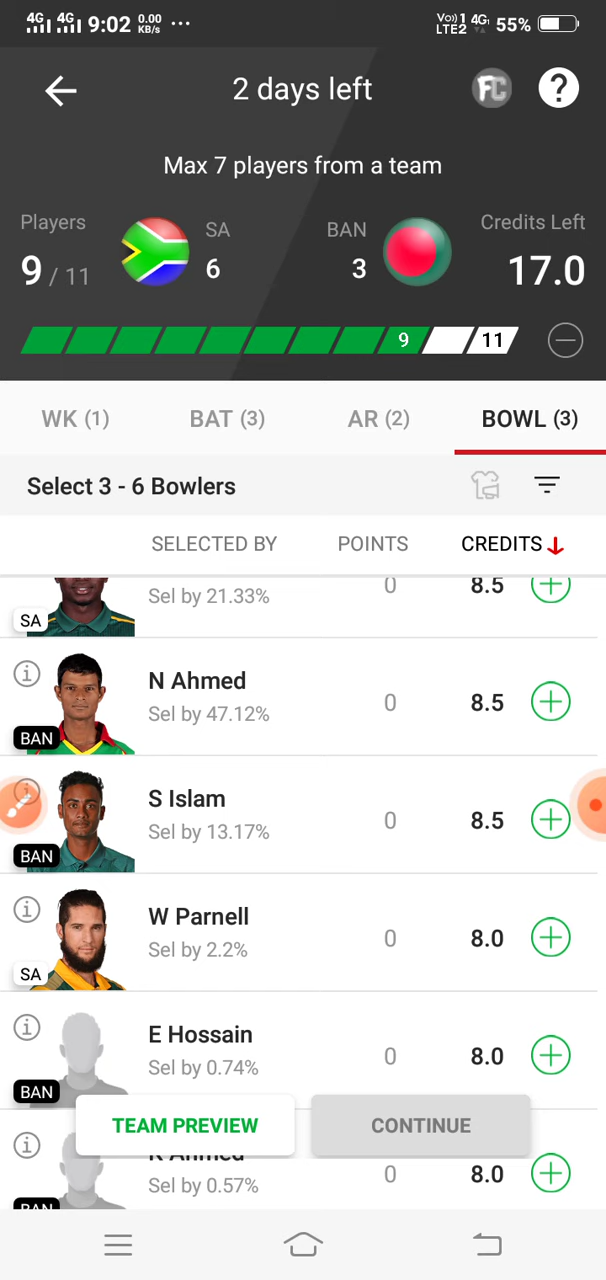 4G 4G 9:02 0.00 KB/s ... Vo)) 1 4G LTE2 55%
2 days left FC ?
Max 7 players from a team
Players SA BAN Credits Left
9 / 11 6 3 17.0
9 11
WK (1) BAT (3) AR (2) BOWL (3)
Select 3 - 6 Bowlers
SELECTED BY POINTS CREDITS
SA Sel by 21.33% 0 8.5
N Ahmed
BAN Sel by 47.12% 0 8.5
S Islam
BAN Sel by 13.17% 0 8.5
W Parnell
SA Sel by 2.2% 0 8.0
E Hossain
BAN Sel by 0.74% 0 8.0
TEAM PREVIEW CONTINUE
Ahmed
BAN Sel by 0.57% 0 8.0